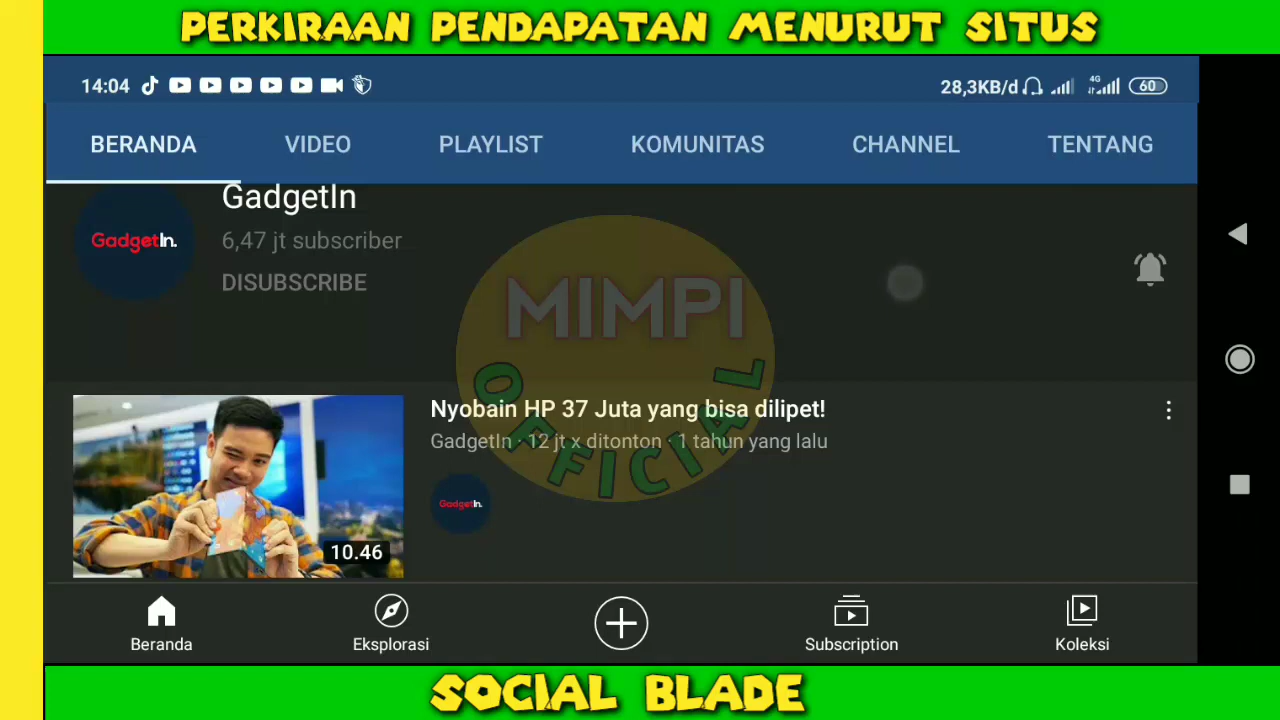 PERKIRAAN PENDAPATAN MENURUT SITUS
14:04 28,3KB/d 4G 60
BERANDA VIDEO PLAYLIST KOMUNITAS CHANNEL TENTANG
GadgetIn
GadgetIn.
6,47 jt subscriber
DISUBSCRIBE
MIMPI
OFFICIAL
Nyobain HP 37 Juta yang bisa dilipet!
GadgetIn · 12 jt x ditonton · 1 tahun yang lalu
GadgetIn.
10.46
Beranda Eksplorasi Subscription Koleksi
SOCIAL BLADE